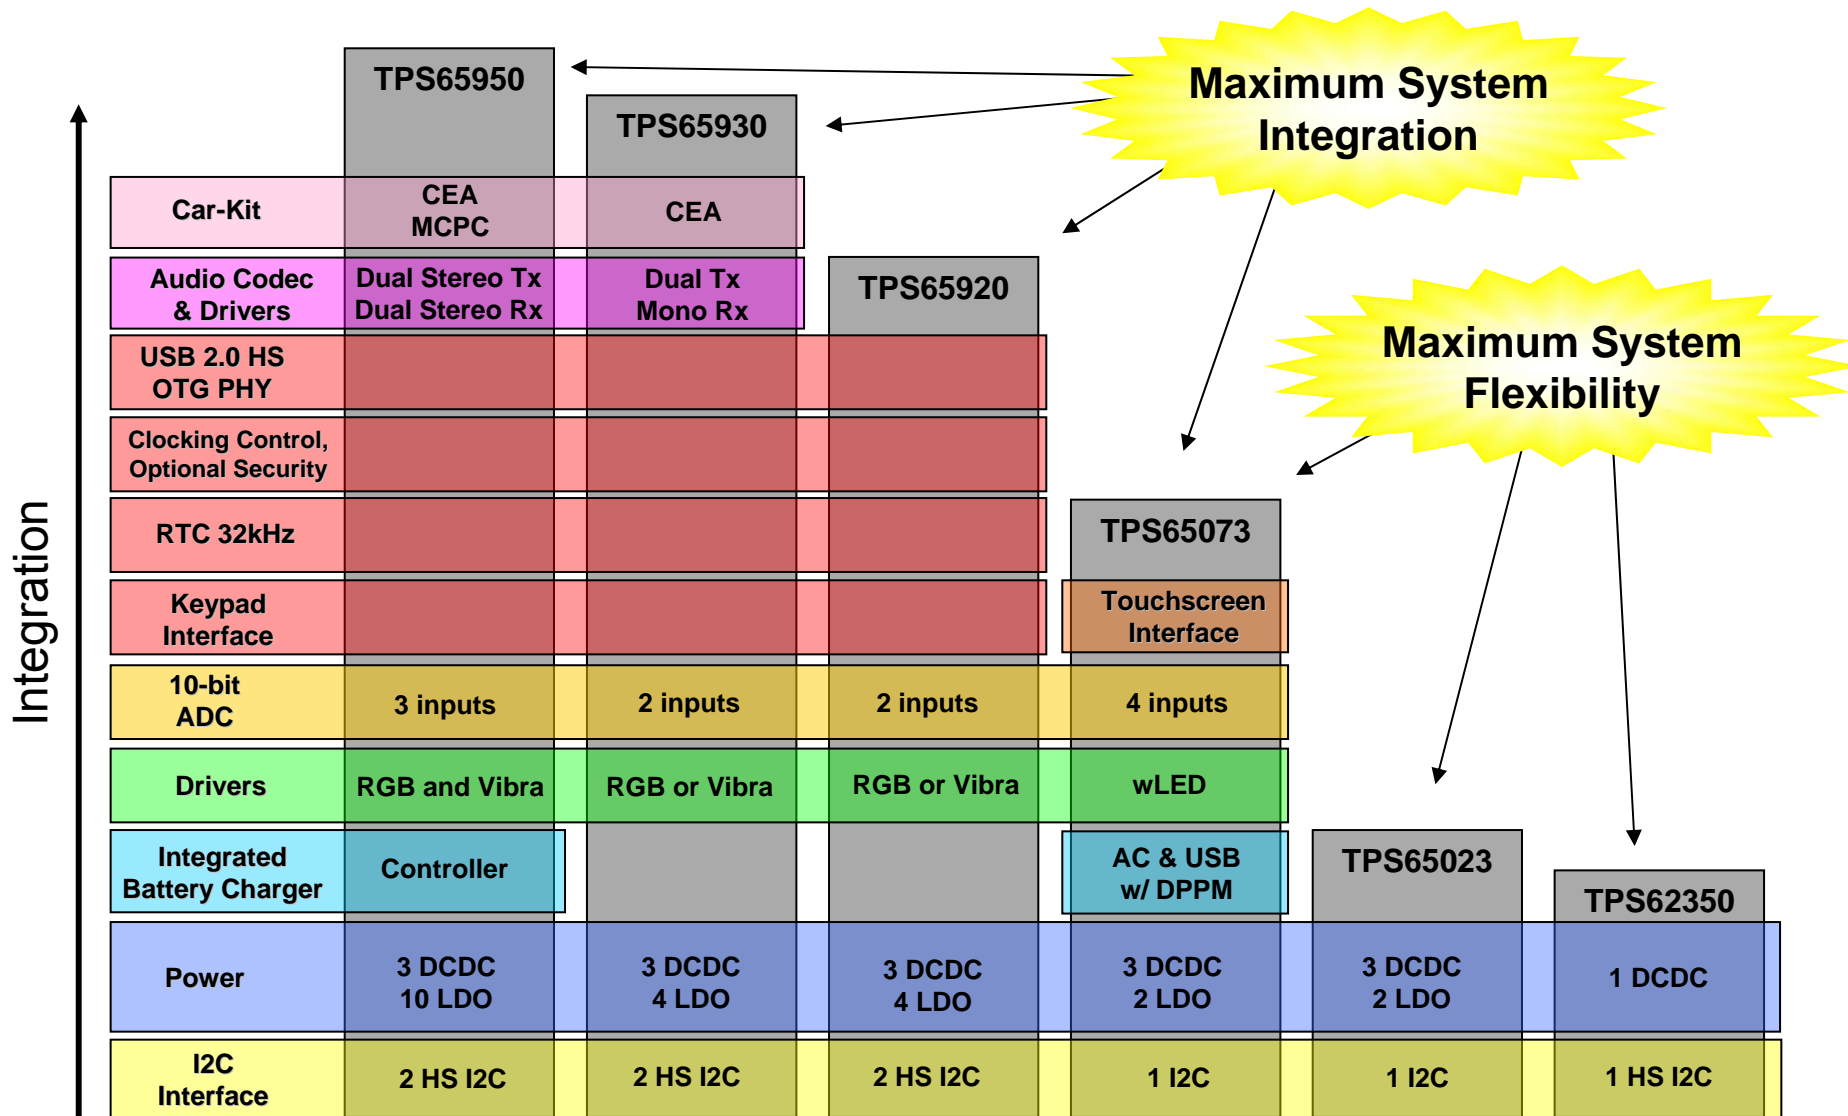 TPS65950
Maximum System
Integration
TPS65930
Car-Kit
CEA
MCPC
CEA
Audio Codec
& Drivers
Dual Stereo Tx
Dual Stereo Rx
Dual Tx
Mono Rx
TPS65920
Maximum System
Flexibility
USB 2.0 HS
OTG PHY
Clocking Control,
Optional Security
RTC 32kHz
TPS65073
Keypad
Interface
Touchscreen
Interface
Integration
10-bit
ADC
3 inputs
2 inputs
2 inputs
4 inputs
Drivers
RGB and Vibra
RGB or Vibra
RGB or Vibra
wLED
Integrated
Battery Charger
Controller
AC & USB
w/ DPPM
TPS65023
TPS62350
Power
3 DCDC
10 LDO
3 DCDC
4 LDO
3 DCDC
4 LDO
3 DCDC
2 LDO
3 DCDC
2 LDO
1 DCDC
I2C
Interface
2 HS I2C
2 HS I2C
2 HS I2C
1 I2C
1 I2C
1 HS I2C